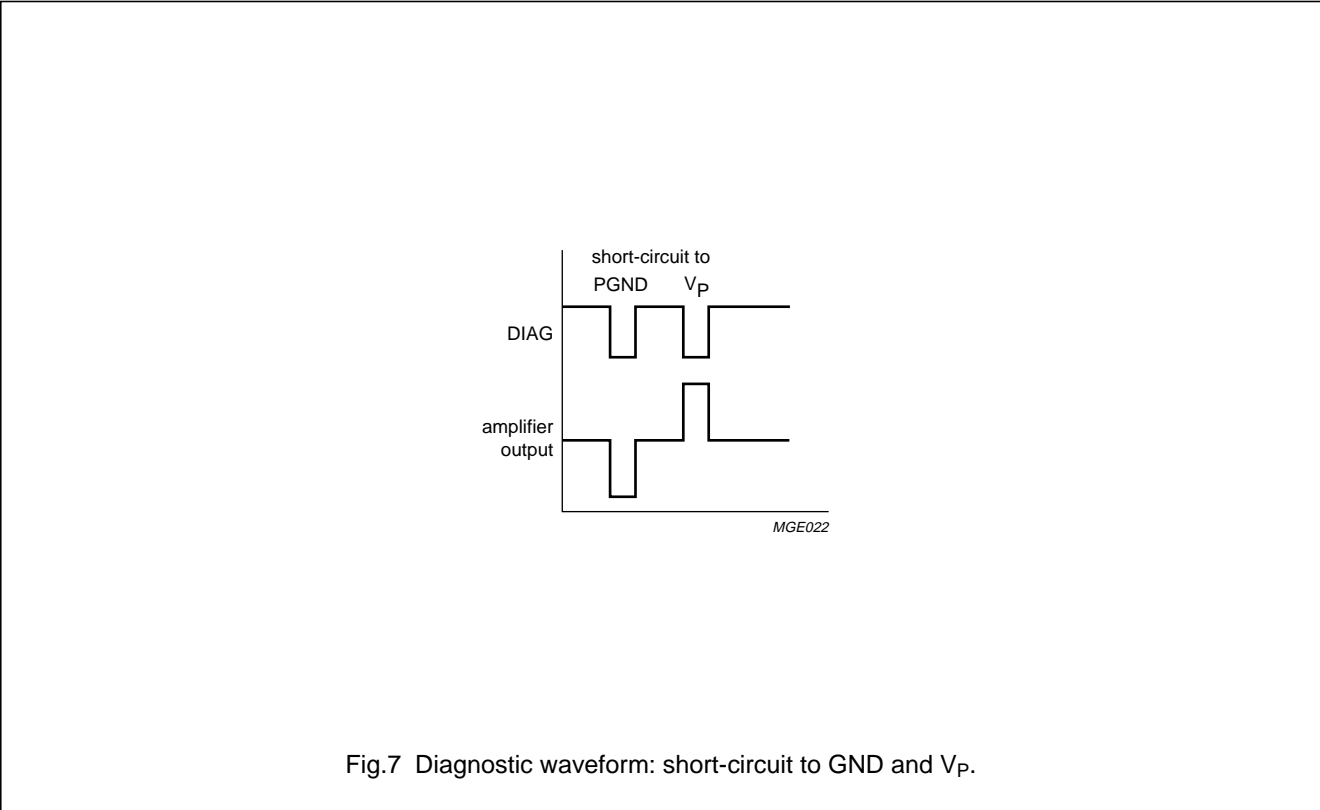 short-circuit to
PGND VP
DIAG
amplifier
output
MGE022
Fig.7 Diagnostic waveform: short-circuit to GND and VP.